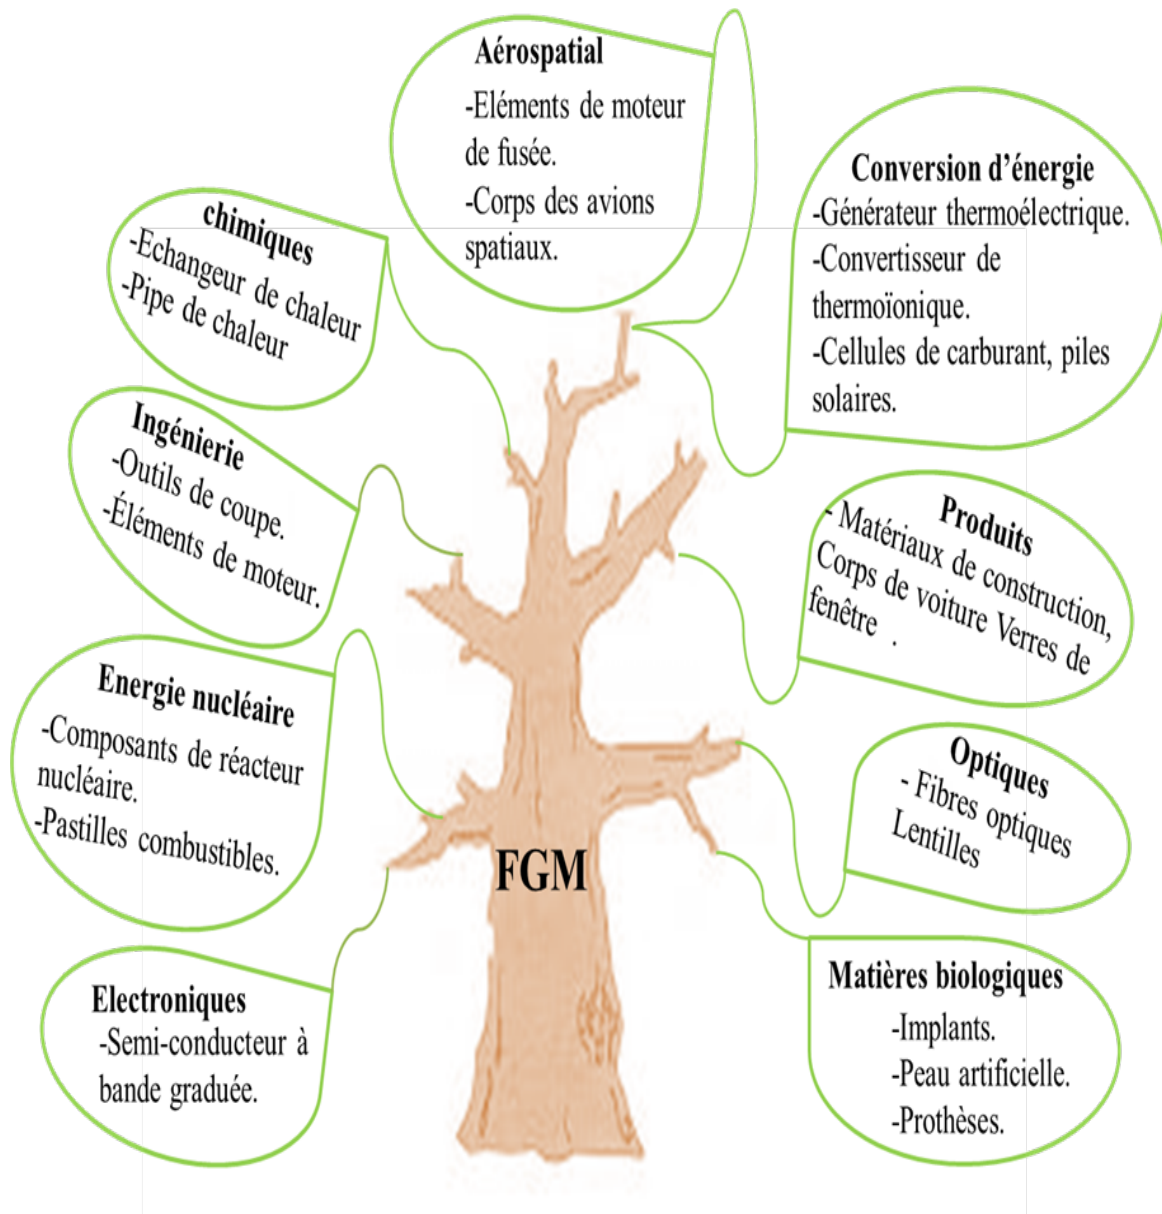 Aérospatial
-Eléments de moteur
de fusée.
-Corps des avions
spatiaux.
Conversion d’énergie
-Générateur thermoélectrique.
-Convertisseur de
thermoïonique.
-Cellules de carburant, piles
solaires.
chimiques
-Echangeur de chaleur
-Pipe de chaleur
Ingénierie
-Outils de coupe.
-Éléments de moteur.
Produits
- Matériaux de construction,
Corps de voiture Verres de
fenêtre .
Energie nucléaire
-Composants de réacteur
nucléaire.
-Pastilles combustibles.
Optiques
- Fibres optiques
Lentilles
FGM
Electroniques
-Semi-conducteur à
bande graduée.
Matières biologiques
-Implants.
-Peau artificielle.
-Prothèses.